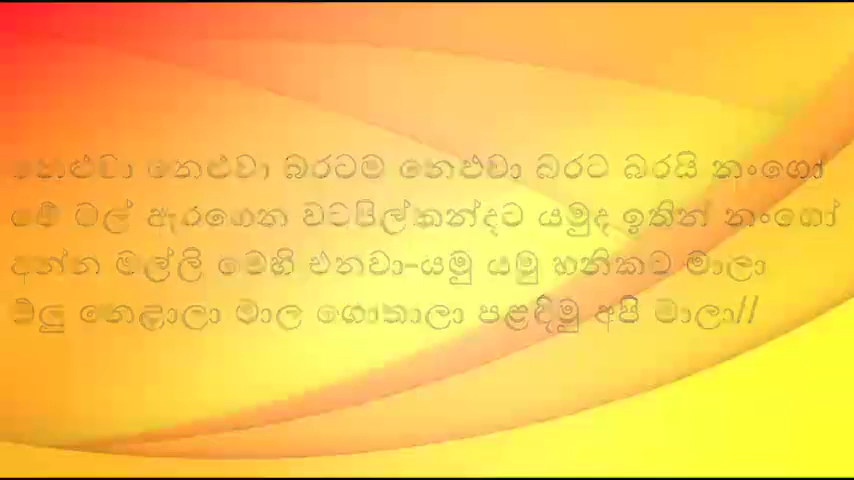 නෙළුවා නෙළුවා බරටම නෙළුවා බරට බරයි නංගෝ
මේ මල් ඇරගෙන වටපිල්කන්දට යමුද ඉතින් නංගෝ
අන්න මල්ලි මෙහි එනවා-යමු යමු හනිකට මාලා
ඕලු නෙළාලා මාල ගොතාලා පළඳිමු අපි මාලා//